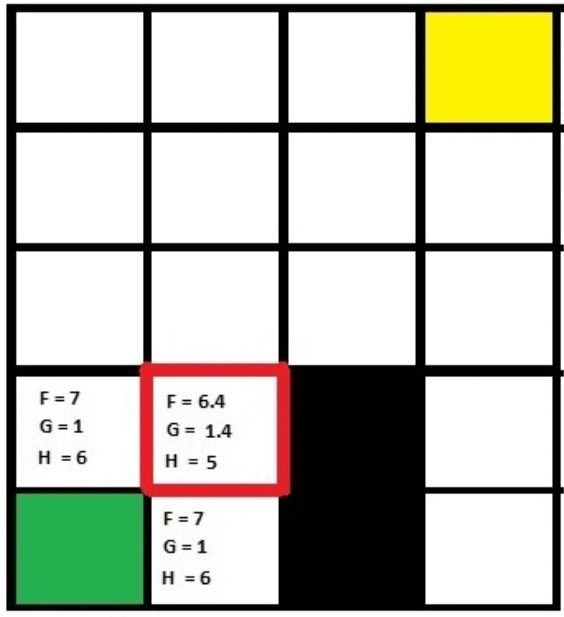 F = 7
G = 1
H = 6
F = 6.4
G = 1.4
H = 5
F = 7
G = 1
H = 6